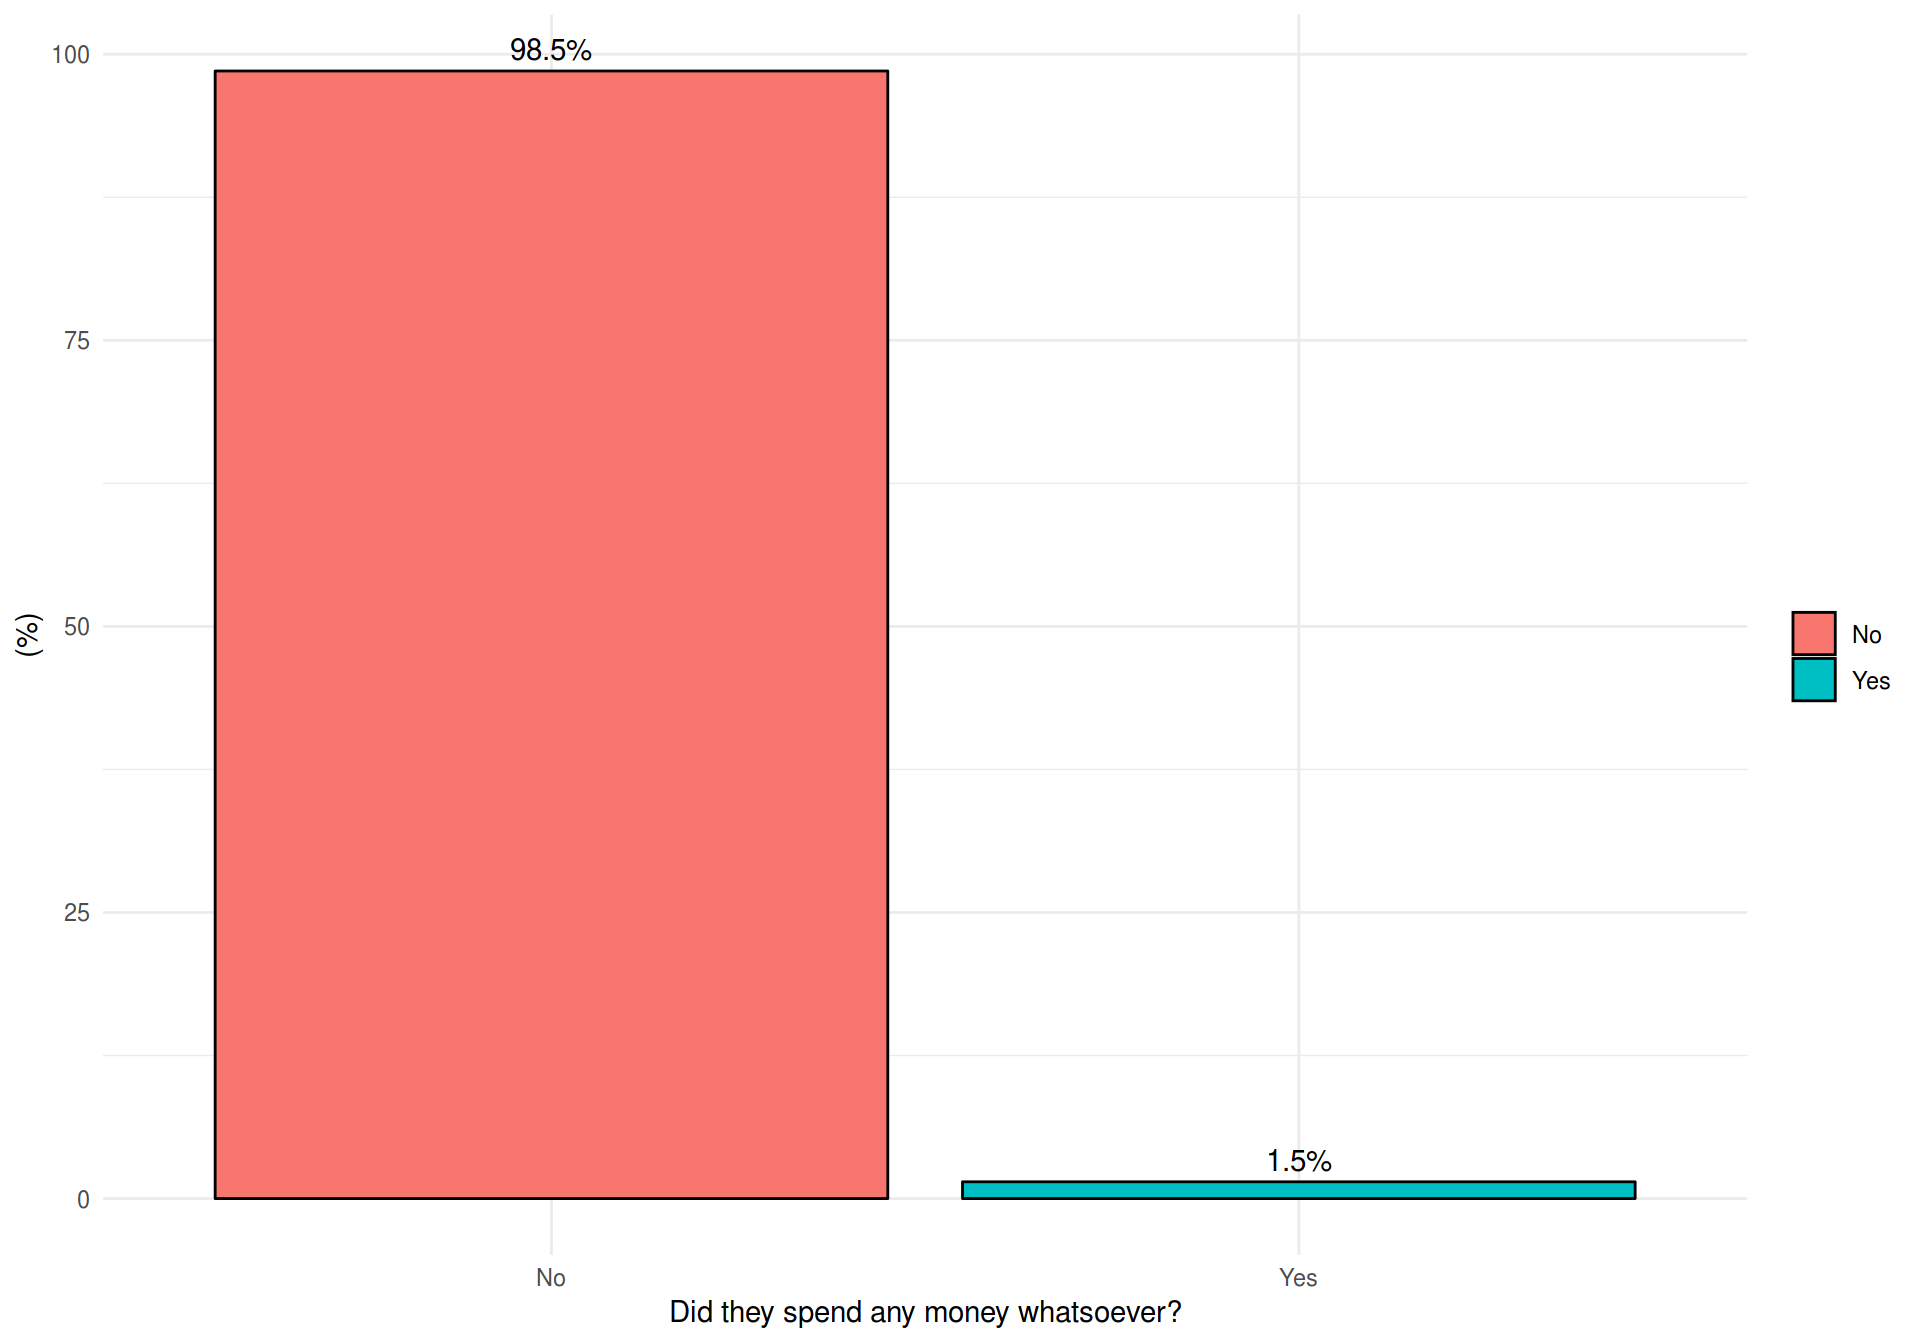 98.5%
100
75
(%)
50
25
0
1.5%
No
Yes
No
Yes
Did they spend any money whatsoever?